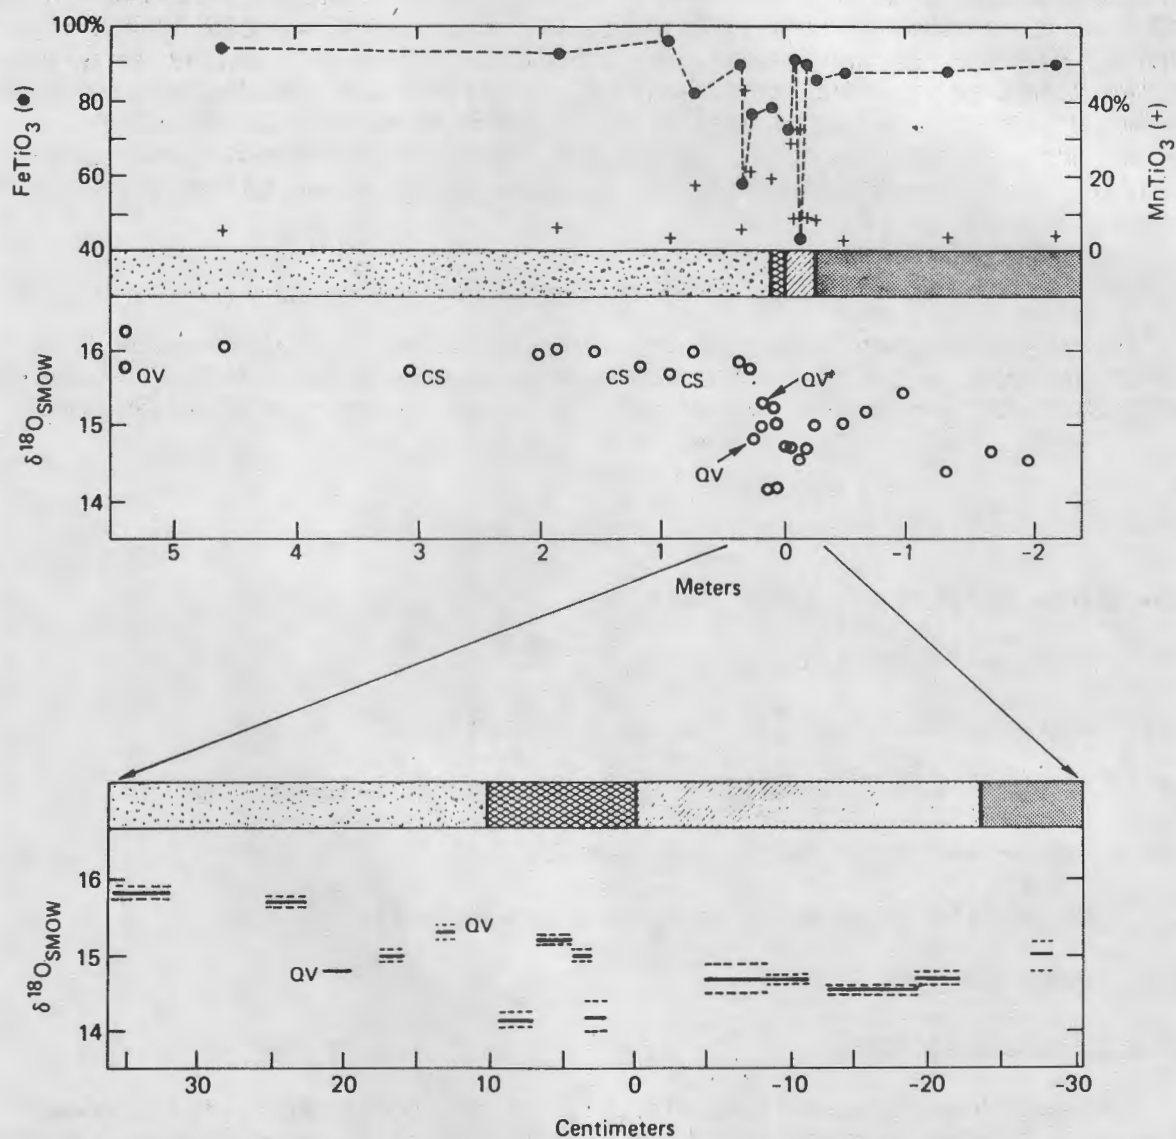 100%
80
60
40
FeTiO3 (●)
40%
20
0
MnTiO3 (+)
16
15
14
δ18OSMOW
QV
CS
CS
CS
QV
QV
5
4
3
2
1
0
-1
-2
Meters
16
15
14
δ18OSMOW
QV
QV
30
20
10
0
-10
-20
-30
Centimeters